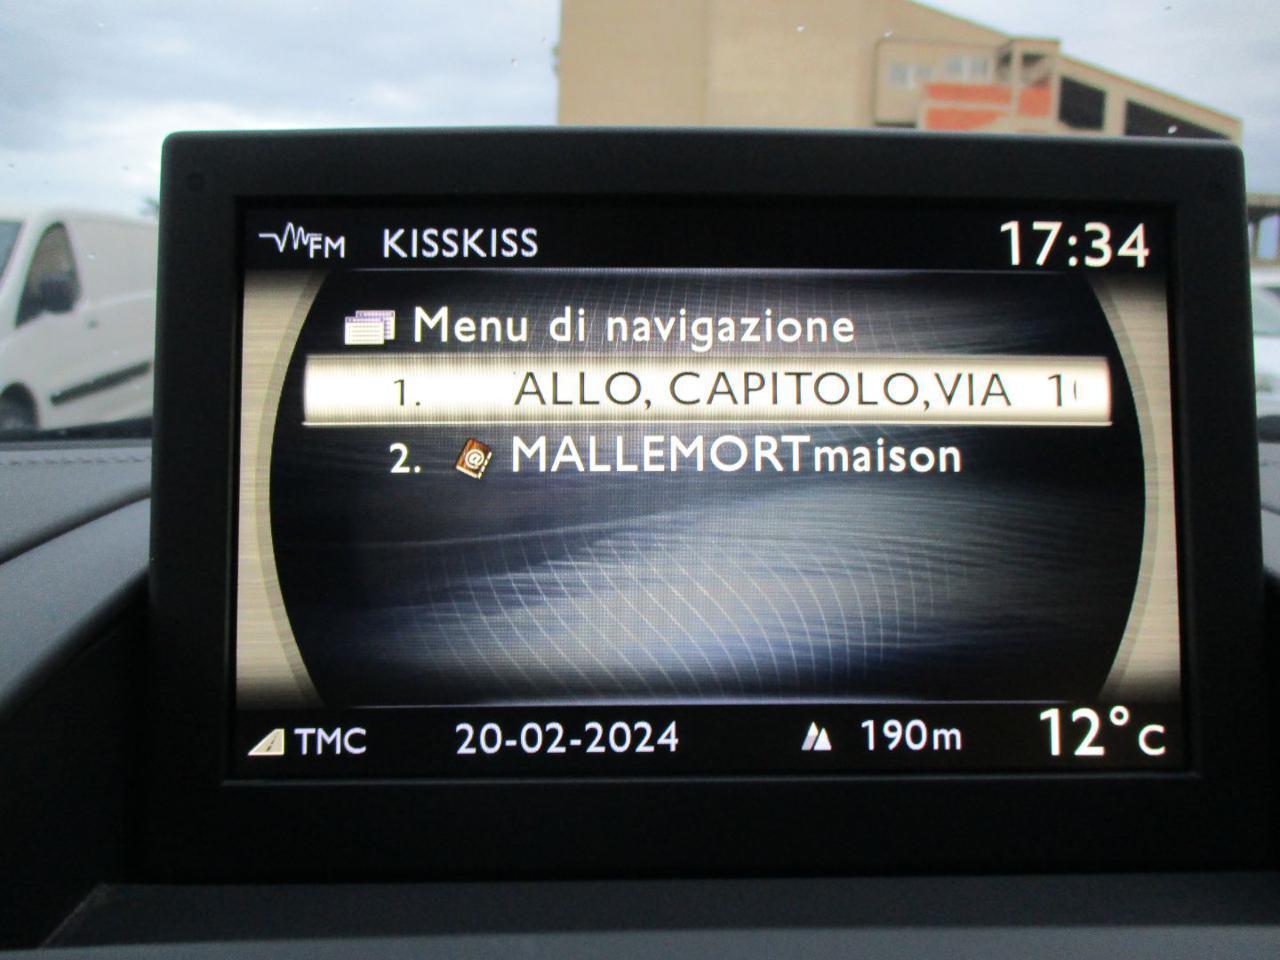 FM KISSKISS 17:34
Menu di navigazione
1. ALLO, CAPITOLO,VIA
2. MALLEMORTmaison
TMC 20-02-2024 190m 12°C